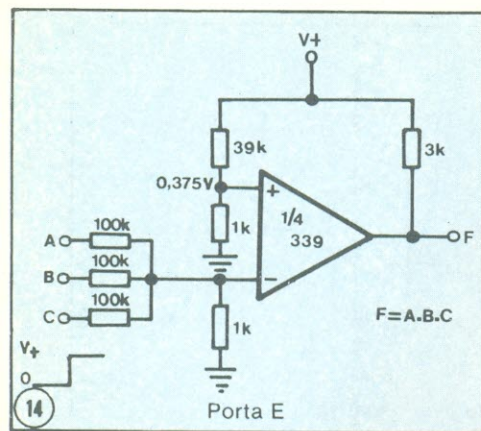 V+
39k
3k
0,375V
+
100k
1/4
A
1k
339
F
100k
B
100k
−
C
1k
F=A.B.C
V+
0
14
Porta E